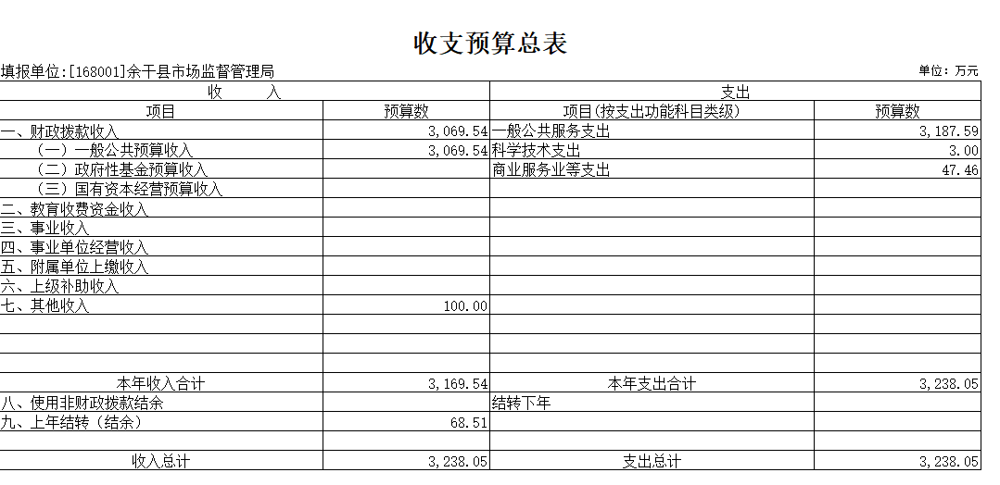 收支预算总表
填报单位:[168001]余干县市场监督管理局 单位：万元
收 入 支出
项目 预算数 项目(按支出功能科目类级) 预算数
一、财政拨款收入 3,069.54 一般公共服务支出 3,187.59
（一）一般公共预算收入 3,069.54 科学技术支出 3.00
（二）政府性基金预算收入 商业服务业等支出 47.46
（三）国有资本经营预算收入
二、教育收费资金收入
三、事业收入
四、事业单位经营收入
五、附属单位上缴收入
六、上级补助收入
七、其他收入 100.00
本年收入合计 3,169.54 本年支出合计 3,238.05
八、使用非财政拨款结余 结转下年
九、上年结转（结余） 68.51
收入总计 3,238.05 支出总计 3,238.05